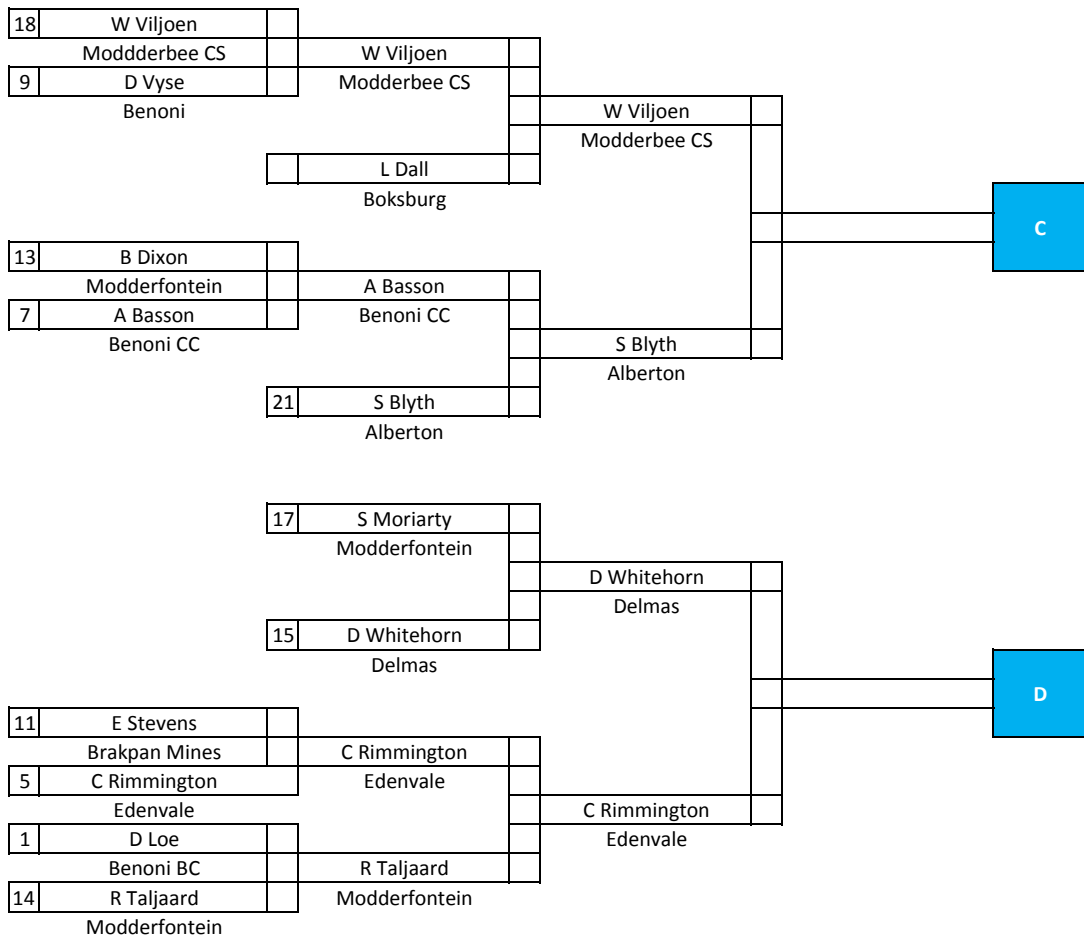 18 W Viljoen
Moddderbee CS W Viljoen
9 D Vyse Modderbee CS
Benoni W Viljoen
Modderbee CS
L Dall
Boksburg
C
13 B Dixon
Modderfontein A Basson
7 A Basson Benoni CC
Benoni CC S Blyth
Alberton
21 S Blyth
Alberton
17 S Moriarty
Modderfontein
D Whitehorn
Delmas
15 D Whitehorn
Delmas
D
11 E Stevens
Brakpan Mines C Rimmington
5 C Rimmington Edenvale
Edenvale C Rimmington
1 D Loe Edenvale
Benoni BC R Taljaard
14 R Taljaard Modderfontein
Modderfontein